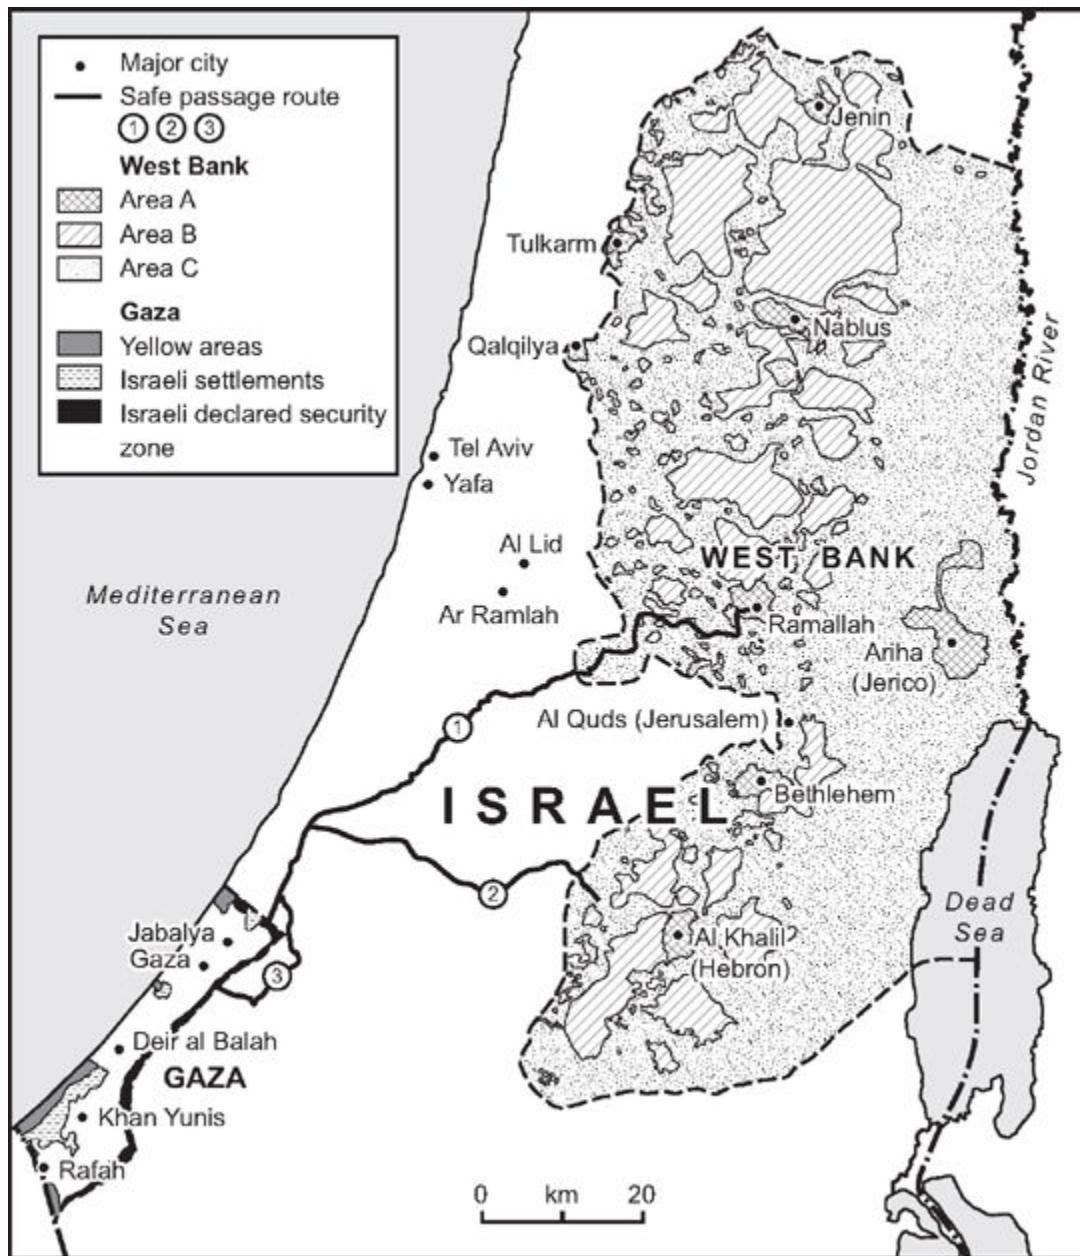 Major city
Safe passage route
1 2 3
West Bank
Area A
Area B
Area C
Gaza
Yellow areas
Israeli settlements
Israeli declared security
zone
Jenin
Tulkarm
Nablus
Qalqilya
Jordan River
Tel Aviv
Yafa
Al Lid
WEST BANK
Mediterranean
Sea
Ar Ramlah
Ramallah
Ariha
(Jerico)
1
Al Quds (Jerusalem)
ISRAEL
Bethlehem
2
Dead
Sea
Jabalya
Gaza
Al Khalil
(Hebron)
3
Deir al Balah
GAZA
Khan Yunis
Rafah
0 km 20